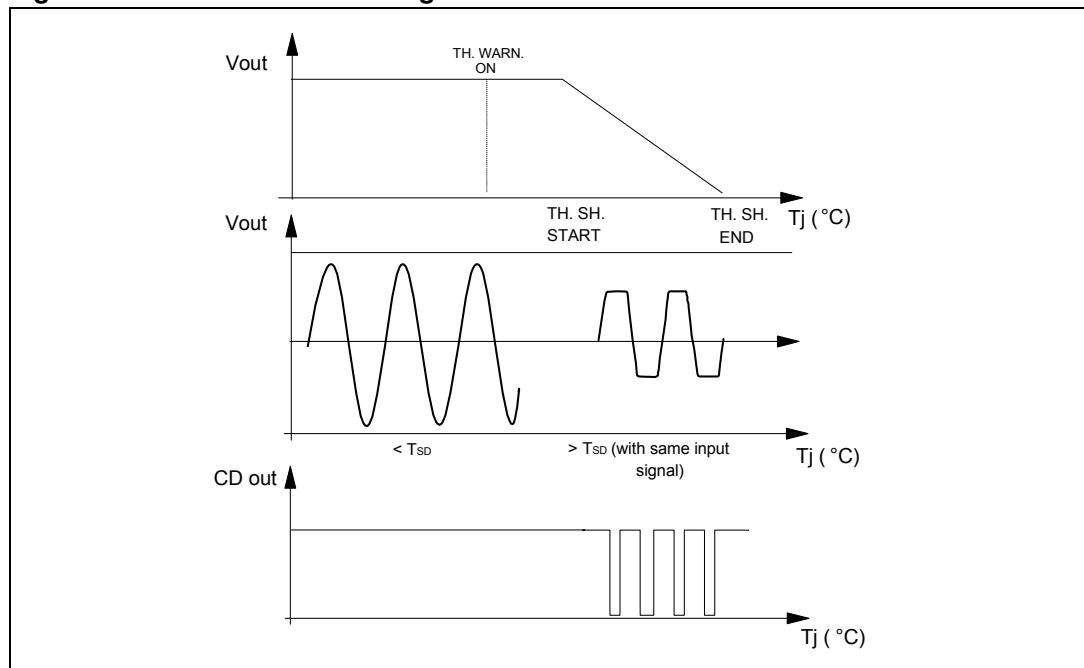 Vout
TH. WARN.
ON
TH. SH.
START
TH. SH.
END
Tj ( °C)
Vout
< TSD
> TSD (with same input
signal)
Tj ( °C)
CD out
Tj ( °C)